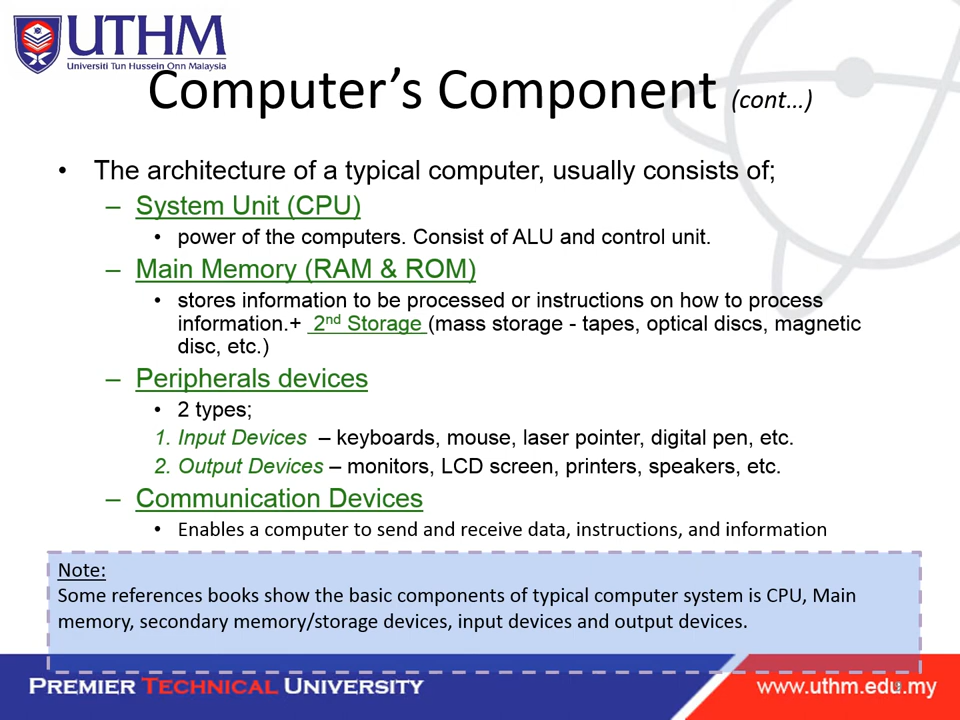 UTHM
Universiti Tun Hussein Onn Malaysia
Computer's Component (cont…)
• The architecture of a typical computer, usually consists of;
– System Unit (CPU)
• power of the computers. Consist of ALU and control unit.
– Main Memory (RAM & ROM)
• stores information to be processed or instructions on how to process
information.+ 2nd Storage (mass storage - tapes, optical discs, magnetic
disc, etc.)
– Peripherals devices
• 2 types;
1. Input Devices – keyboards, mouse, laser pointer, digital pen, etc.
2. Output Devices – monitors, LCD screen, printers, speakers, etc.
– Communication Devices
• Enables a computer to send and receive data, instructions, and information
Note:
Some references books show the basic components of typical computer system is CPU, Main
memory, secondary memory/storage devices, input devices and output devices.
PREMIER TECHNICAL UNIVERSITY
www.uthm.edu.my